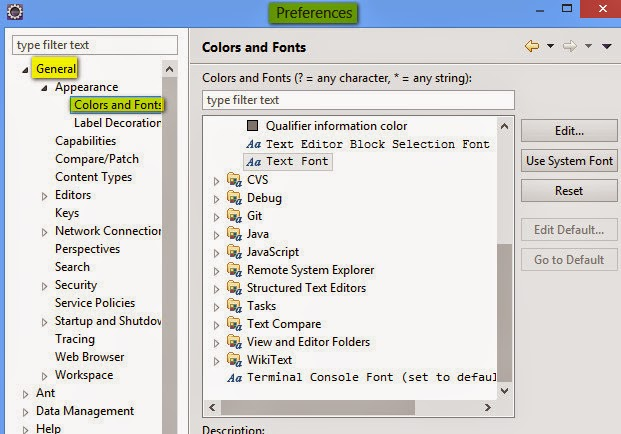 Preferences
type filter text
General
Appearance
Colors and Fonts
Label Decoration
Capabilities
Compare/Patch
Content Types
Editors
Keys
Network Connection
Perspectives
Search
Security
Service Policies
Startup and Shutdow
Tracing
Web Browser
Workspace
Ant
Data Management
Help
Colors and Fonts
Colors and Fonts (? = any character, * = any string):
type filter text
Qualifier information color
Aa Text Editor Block Selection Font
Aa Text Font
CVS
Debug
Git
Java
JavaScript
Remote System Explorer
Structured Text Editors
Tasks
Text Compare
View and Editor Folders
WikiText
Aa Terminal Console Font (set to defau
Edit...
Use System Font
Reset
Edit Default...
Go to Default
Description: